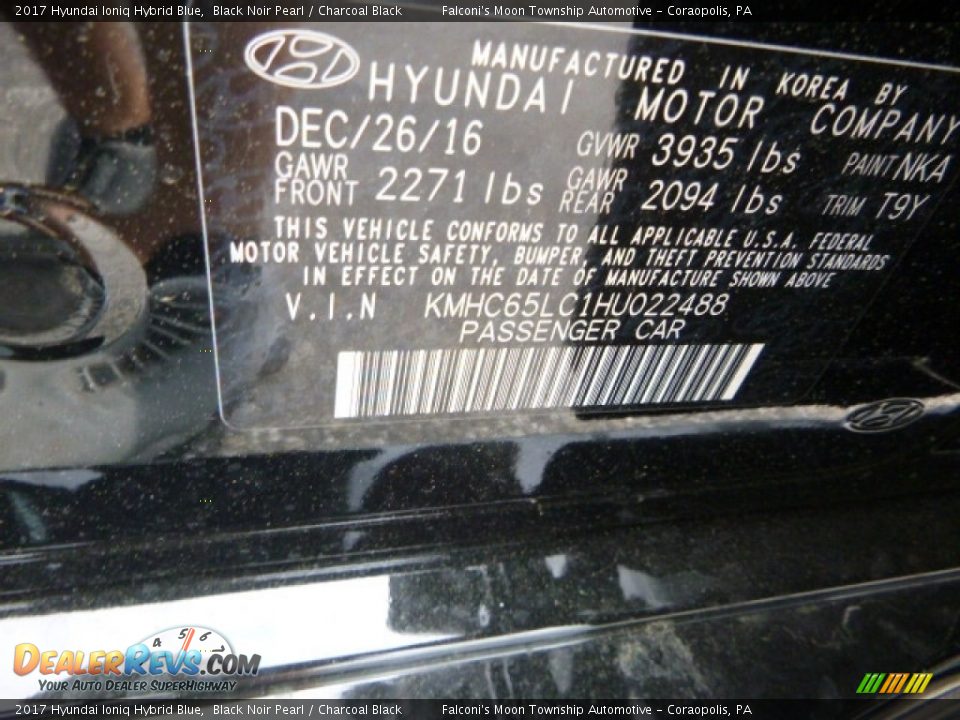 2017 Hyundai Ioniq Hybrid Blue, Black Noir Pearl / Charcoal Black Falconi's Moon Township Automotive - Coraopolis, PA
MANUFACTURED IN KOREA BY
HYUNDAI MOTOR COMPANY
DEC/26/16 GVWR 3935 lbs PAINT NKA
GAWR FRONT 2271 lbs GAWR REAR 2094 lbs TRIM T9Y
THIS VEHICLE CONFORMS TO ALL APPLICABLE U.S.A. FEDERAL
MOTOR VEHICLE SAFETY, BUMPER, AND THEFT PREVENTION STANDARDS
IN EFFECT ON THE DATE OF MANUFACTURE SHOWN ABOVE
V.I.N KMHC65LC1HU022488
PASSENGER CAR
4 5 6
DEALERREVS.COM
YOUR AUTO DEALER SUPERHIGHWAY
2017 Hyundai Ioniq Hybrid Blue, Black Noir Pearl / Charcoal Black Falconi's Moon Township Automotive - Coraopolis, PA